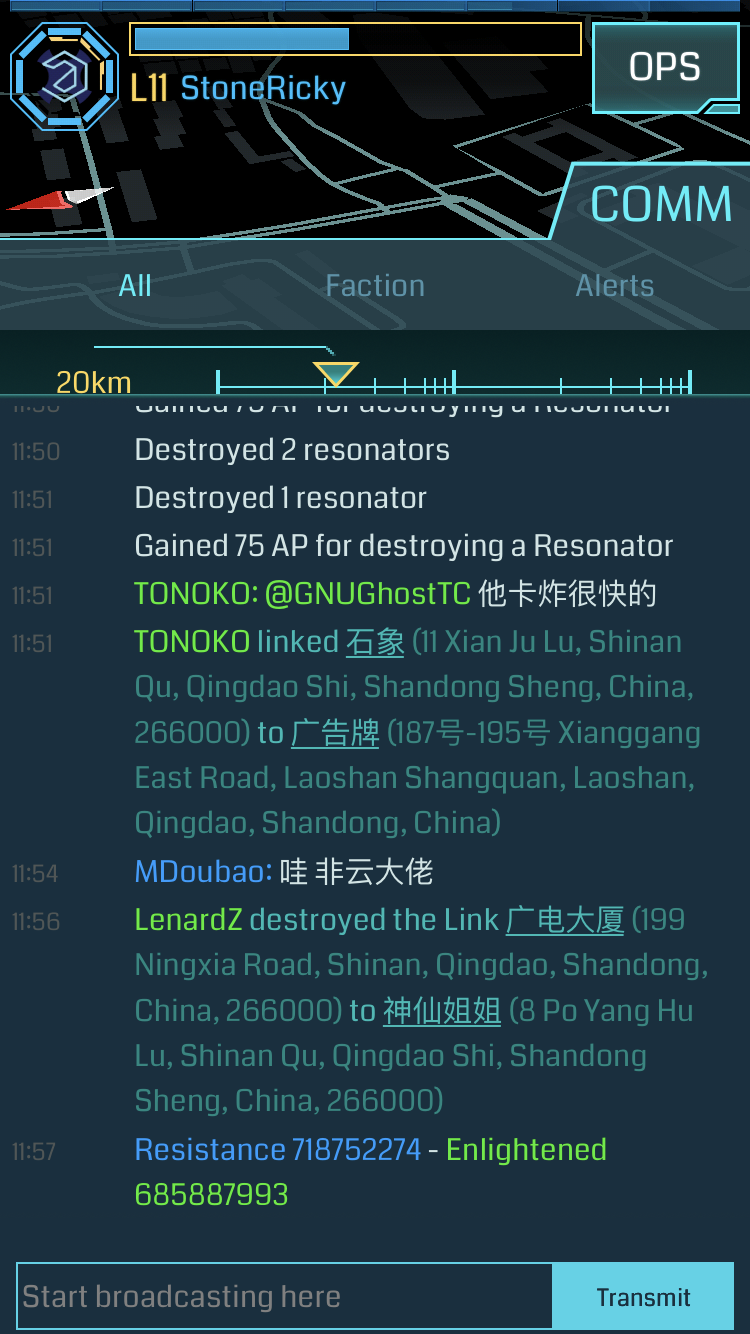 L11 StoneRicky
OPS
COMM
All Faction Alerts
20km
11:50 Gained 75 AP for destroying a Resonator
11:50 Destroyed 2 resonators
11:51 Destroyed 1 resonator
11:51 Gained 75 AP for destroying a Resonator
11:51 TONOKO: @GNUGhostTC 他卡炸很快的
11:51 TONOKO linked 石象 (11 Xian Ju Lu, Shinan
Qu, Qingdao Shi, Shandong Sheng, China,
266000) to 广告牌 (187号-195号 Xianggang
East Road, Laoshan Shangquan, Laoshan,
Qingdao, Shandong, China)
11:54 MDoubao: 哇 非云大佬
11:56 LenardZ destroyed the Link 广电大厦 (199
Ningxia Road, Shinan, Qingdao, Shandong,
China, 266000) to 神仙姐姐 (8 Po Yang Hu
Lu, Shinan Qu, Qingdao Shi, Shandong
Sheng, China, 266000)
11:57 Resistance 718752274 - Enlightened
685887993
Start broadcasting here Transmit